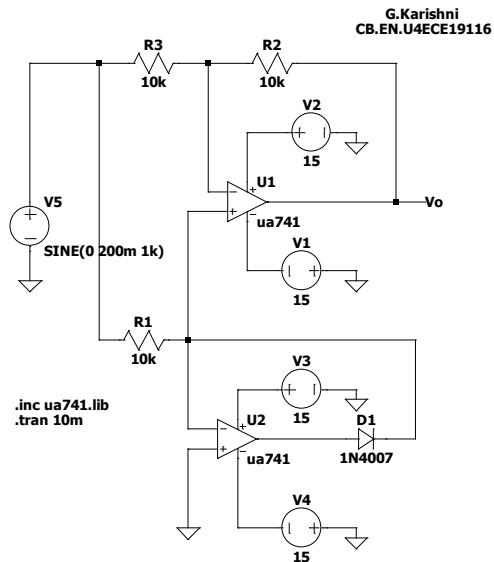 G.Karishni
CB.EN.U4ECE19116
R3
R2
10k
10k
V2
15
U1
ua741
Vo
V5
SINE(0 200m 1k)
V1
15
R1
10k
V3
15
.inc ua741.lib
.tran 10m
U2
ua741
D1
1N4007
V4
15